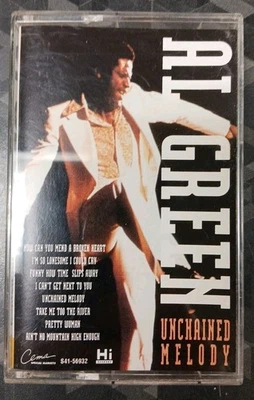 AL GREEN
UNCHAINED
MELODY
HOW CAN YOU MEND A BROKEN HEART
I'M SO LONESOME I COULD CRY
FUNNY HOW TIME SLIPS AWAY
I CAN'T GET NEXT TO YOU
UNCHAINED MELODY
TAKE ME TOO THE RIVER
PRETTY WOMAN
AIN'T NO MOUNTAIN HIGH ENOUGH
Cema
S41-56932
Hi